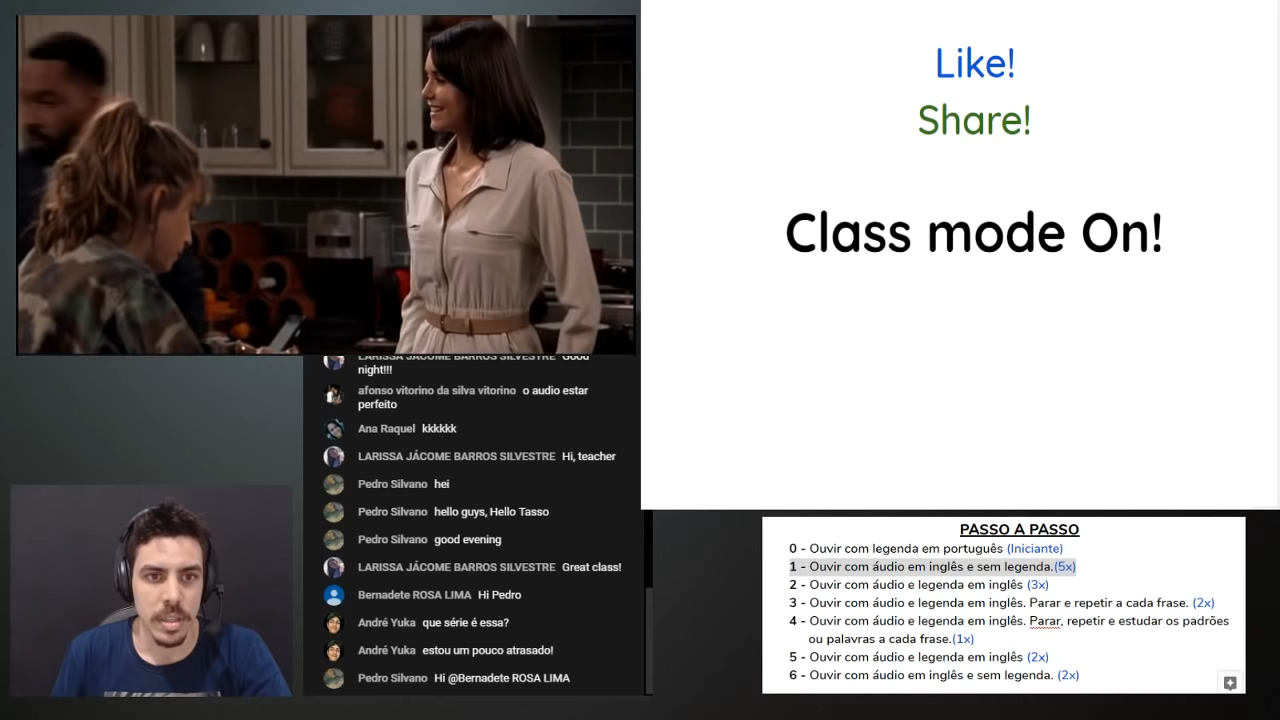 Like!
Share!
Class mode On!
LARISSA JÁCOME BARROS SILVESTRE Good
night!!!
afonso vitorino da silva vitorino o audio estar
perfeito
Ana Raquel kkkkkk
LARISSA JÁCOME BARROS SILVESTRE Hi, teacher
Pedro Silvano hei
Pedro Silvano hello guys, Hello Tasso
Pedro Silvano good evening
LARISSA JÁCOME BARROS SILVESTRE Great class!
Bernadete ROSA LIMA Hi Pedro
André Yuka que série é essa?
André Yuka estou um pouco atrasado!
Pedro Silvano Hi @Bernadete ROSA LIMA
PASSO A PASSO
0 - Ouvir com legenda em português (Iniciante)
1 - Ouvir com áudio em inglês e sem legenda.(5x)
2 - Ouvir com áudio e legenda em inglês (3x)
3 - Ouvir com áudio e legenda em inglês. Parar e repetir a cada frase. (2x)
4 - Ouvir com áudio e legenda em inglês. Parar, repetir e estudar os padrões
ou palavras a cada frase.(1x)
5 - Ouvir com áudio e legenda em inglês (2x)
6 - Ouvir com áudio em inglês e sem legenda. (2x)